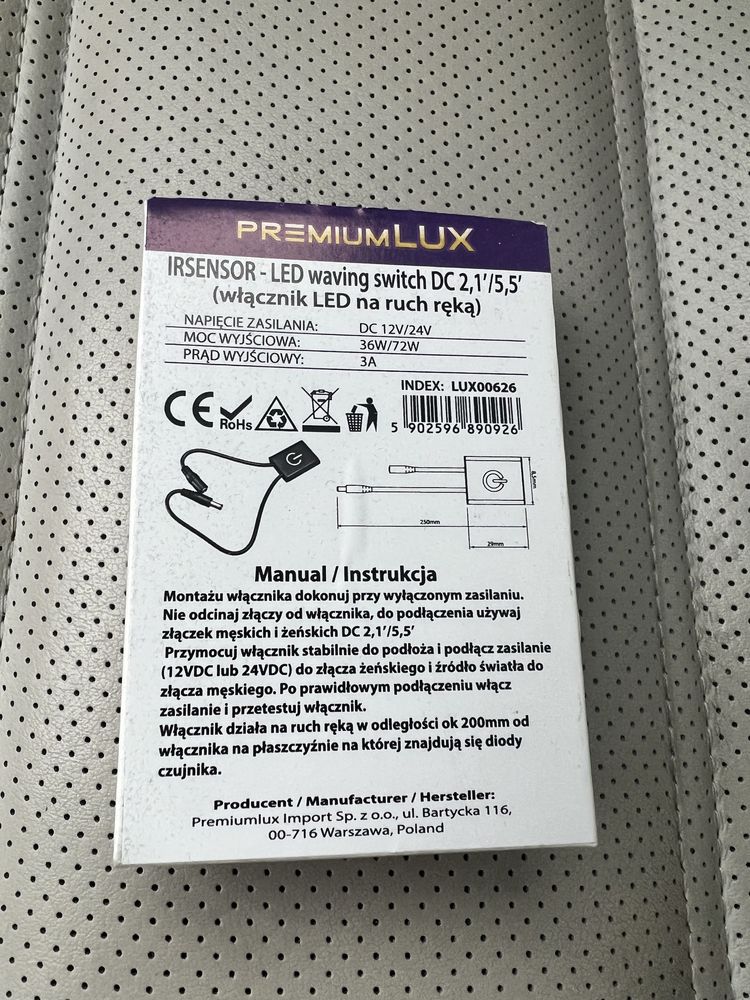 PREMIUMLUX
IRSENSOR - LED waving switch DC 2,1'/5,5'
(włącznik LED na ruch ręką)
NAPIĘCIE ZASILANIA: DC 12V/24V
MOC WYJŚCIOWA: 36W/72W
PRĄD WYJŚCIOWY: 3A
INDEX: LUX00626
CE RoHs
5 902596 890926
8,5mm
250mm
29mm
Manual / Instrukcja
Montażu włącznika dokonuj przy wyłączonym zasilaniu.
Nie odcinaj złączy od włącznika, do podłączenia używaj
złączek męskich i żeńskich DC 2,1'/5,5'
Przymocuj włącznik stabilnie do podłoża i podłącz zasilanie
(12VDC lub 24VDC) do złącza żeńskiego i źródło światła do
złącza męskiego. Po prawidłowym podłączeniu włącz
zasilanie i przetestuj włącznik.
Włącznik działa na ruch ręką w odległości ok 200mm od
włącznika na płaszczyźnie na której znajdują się diody
czujnika.
Producent / Manufacturer / Hersteller:
Premiumlux Import Sp. z o.o., ul. Bartycka 116,
00-716 Warszawa, Poland